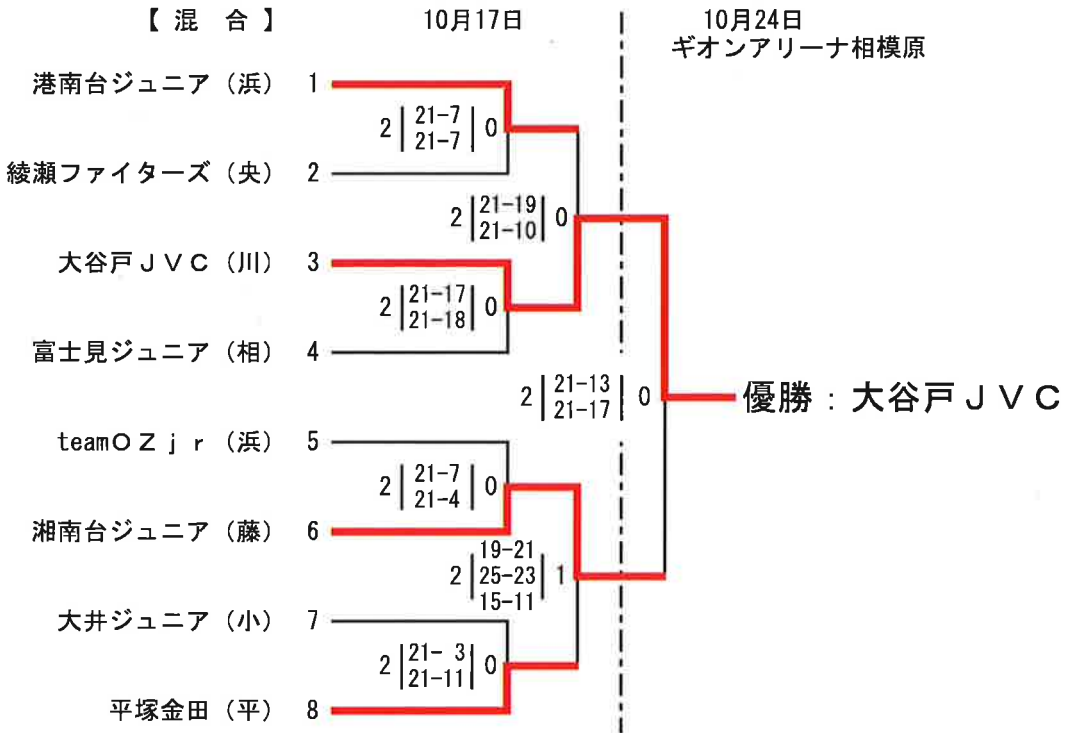 【 混 合 】 10月17日 10月24日
ギオンアリーナ相模原
港南台ジュニア（浜） 1
2 21-7 0
21-7
綾瀬ファイターズ（央） 2
2 21-19 0
21-10
大谷戸ＪＶＣ（川） 3
2 21-17 0
21-18
富士見ジュニア（相） 4
2 21-13 0
21-17
優勝：大谷戸ＪＶＣ
teamＯＺｊｒ（浜） 5
2 21-7 0
21-4
湘南台ジュニア（藤） 6
19-21
2 25-23 1
15-11
大井ジュニア（小） 7
2 21- 3 0
21-11
平塚金田（平） 8